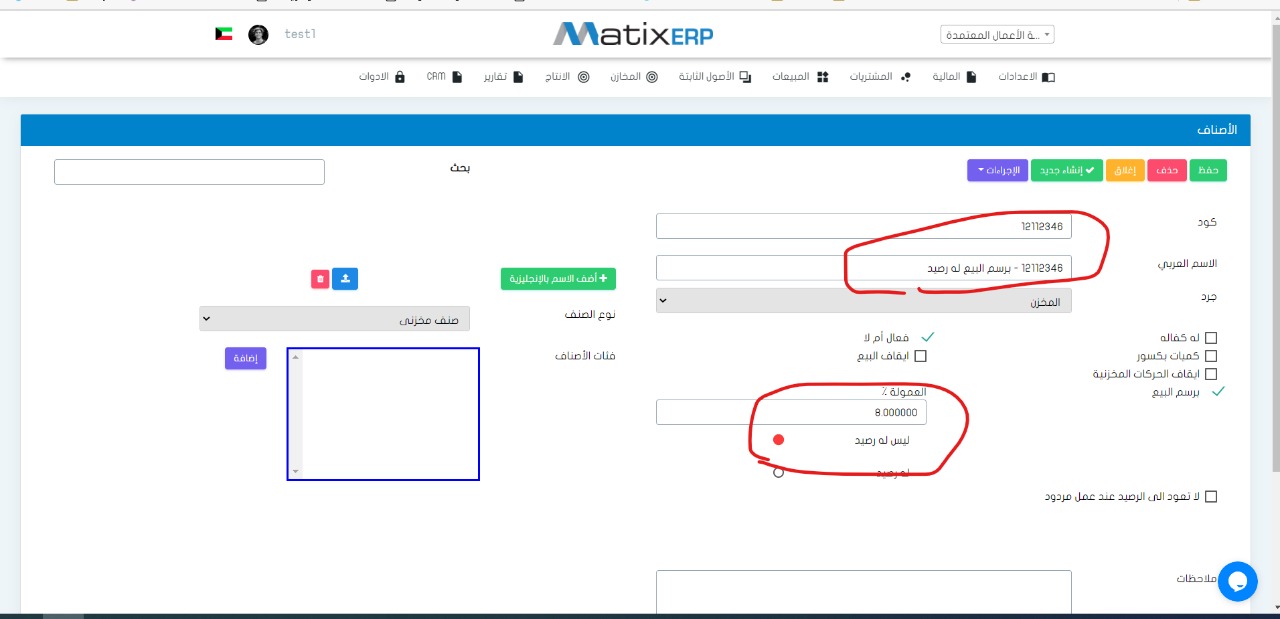 test1
MatixERP
ة الأعمال المعتمدة...
الاعدادات المالية المشتريات المبيعات الأصول الثابتة المخازن الانتاج تقارير CRM الادوات
الأصناف
حفظ حذف إغلاق إنشاء جديد الإجراءات
بحث
كود 12112346
الاسم العربي 12112346 - برسم البيع له رصيد
+ أضف الاسم بالإنجليزية
جرد المخزن
نوع الصنف صنف مخزني
له كفاله
فعال أم لا
فئات الأصناف
إضافة
كميات بكسور
ايقاف البيع
ايقاف الحركات المخزنية
برسم البيع
العمولة %
8.000000
ليس له رصيد
له رصيد
لا تعود الى الرصيد عند عمل مردود
ملاحظات